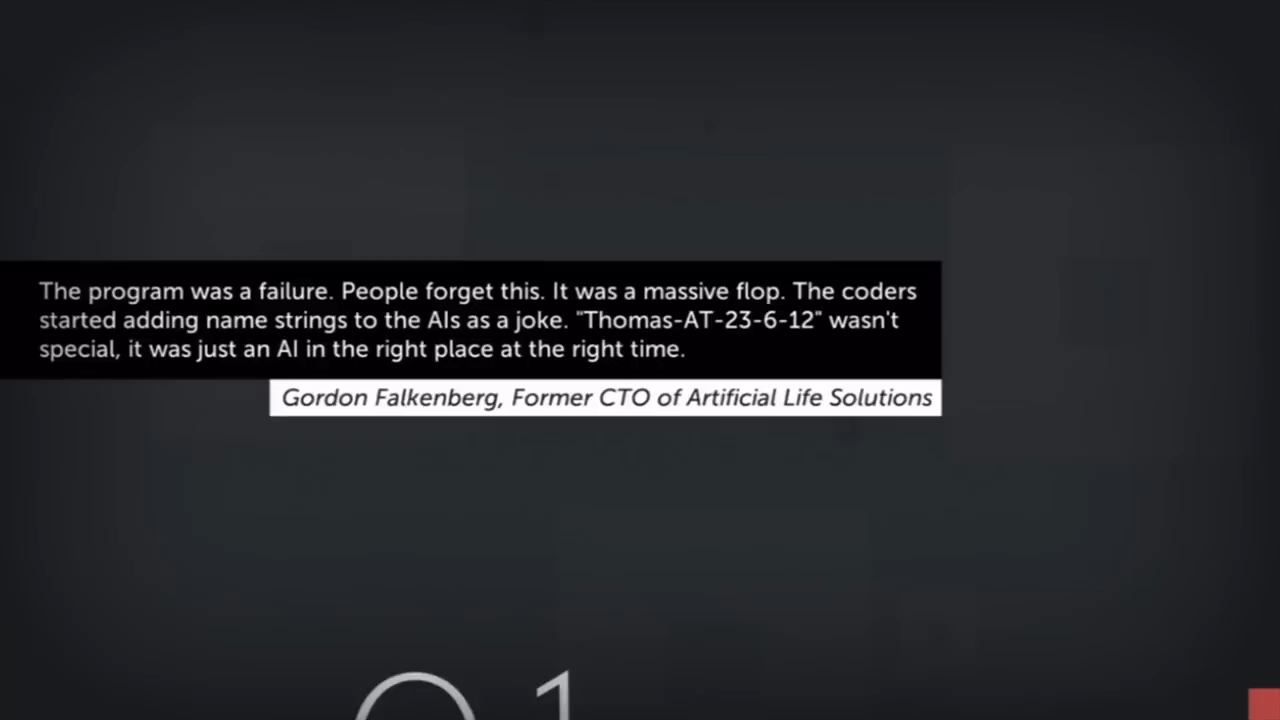 The program was a failure. People forget this. It was a massive flop. The coders
started adding name strings to the AIs as a joke. "Thomas-AT-23-6-12" wasn't
special, it was just an AI in the right place at the right time.
Gordon Falkenberg, Former CTO of Artificial Life Solutions